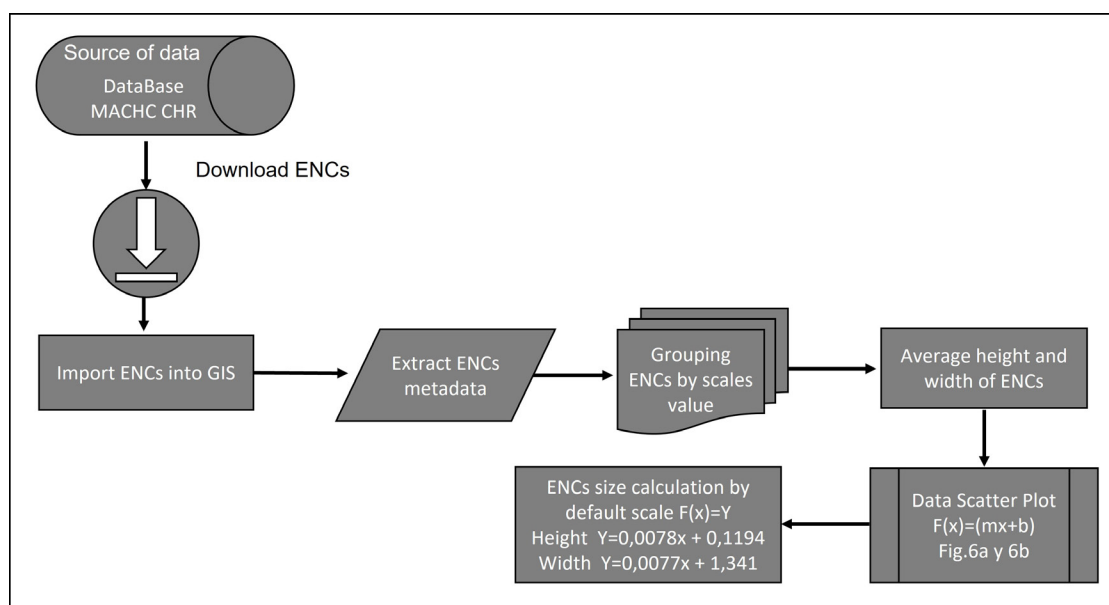 Source of data
DataBase
MACHC CHR
Download ENCs
Import ENCs into GIS
Extract ENCs
metadata
Grouping
ENCs by scales
value
Average height and
width of ENCs
Data Scatter Plot
F(x)=(mx+b)
Fig.6a y 6b
ENCs size calculation by
default scale F(x)=Y
Height Y=0,0078x + 0,1194
Width Y=0,0077x + 1,341